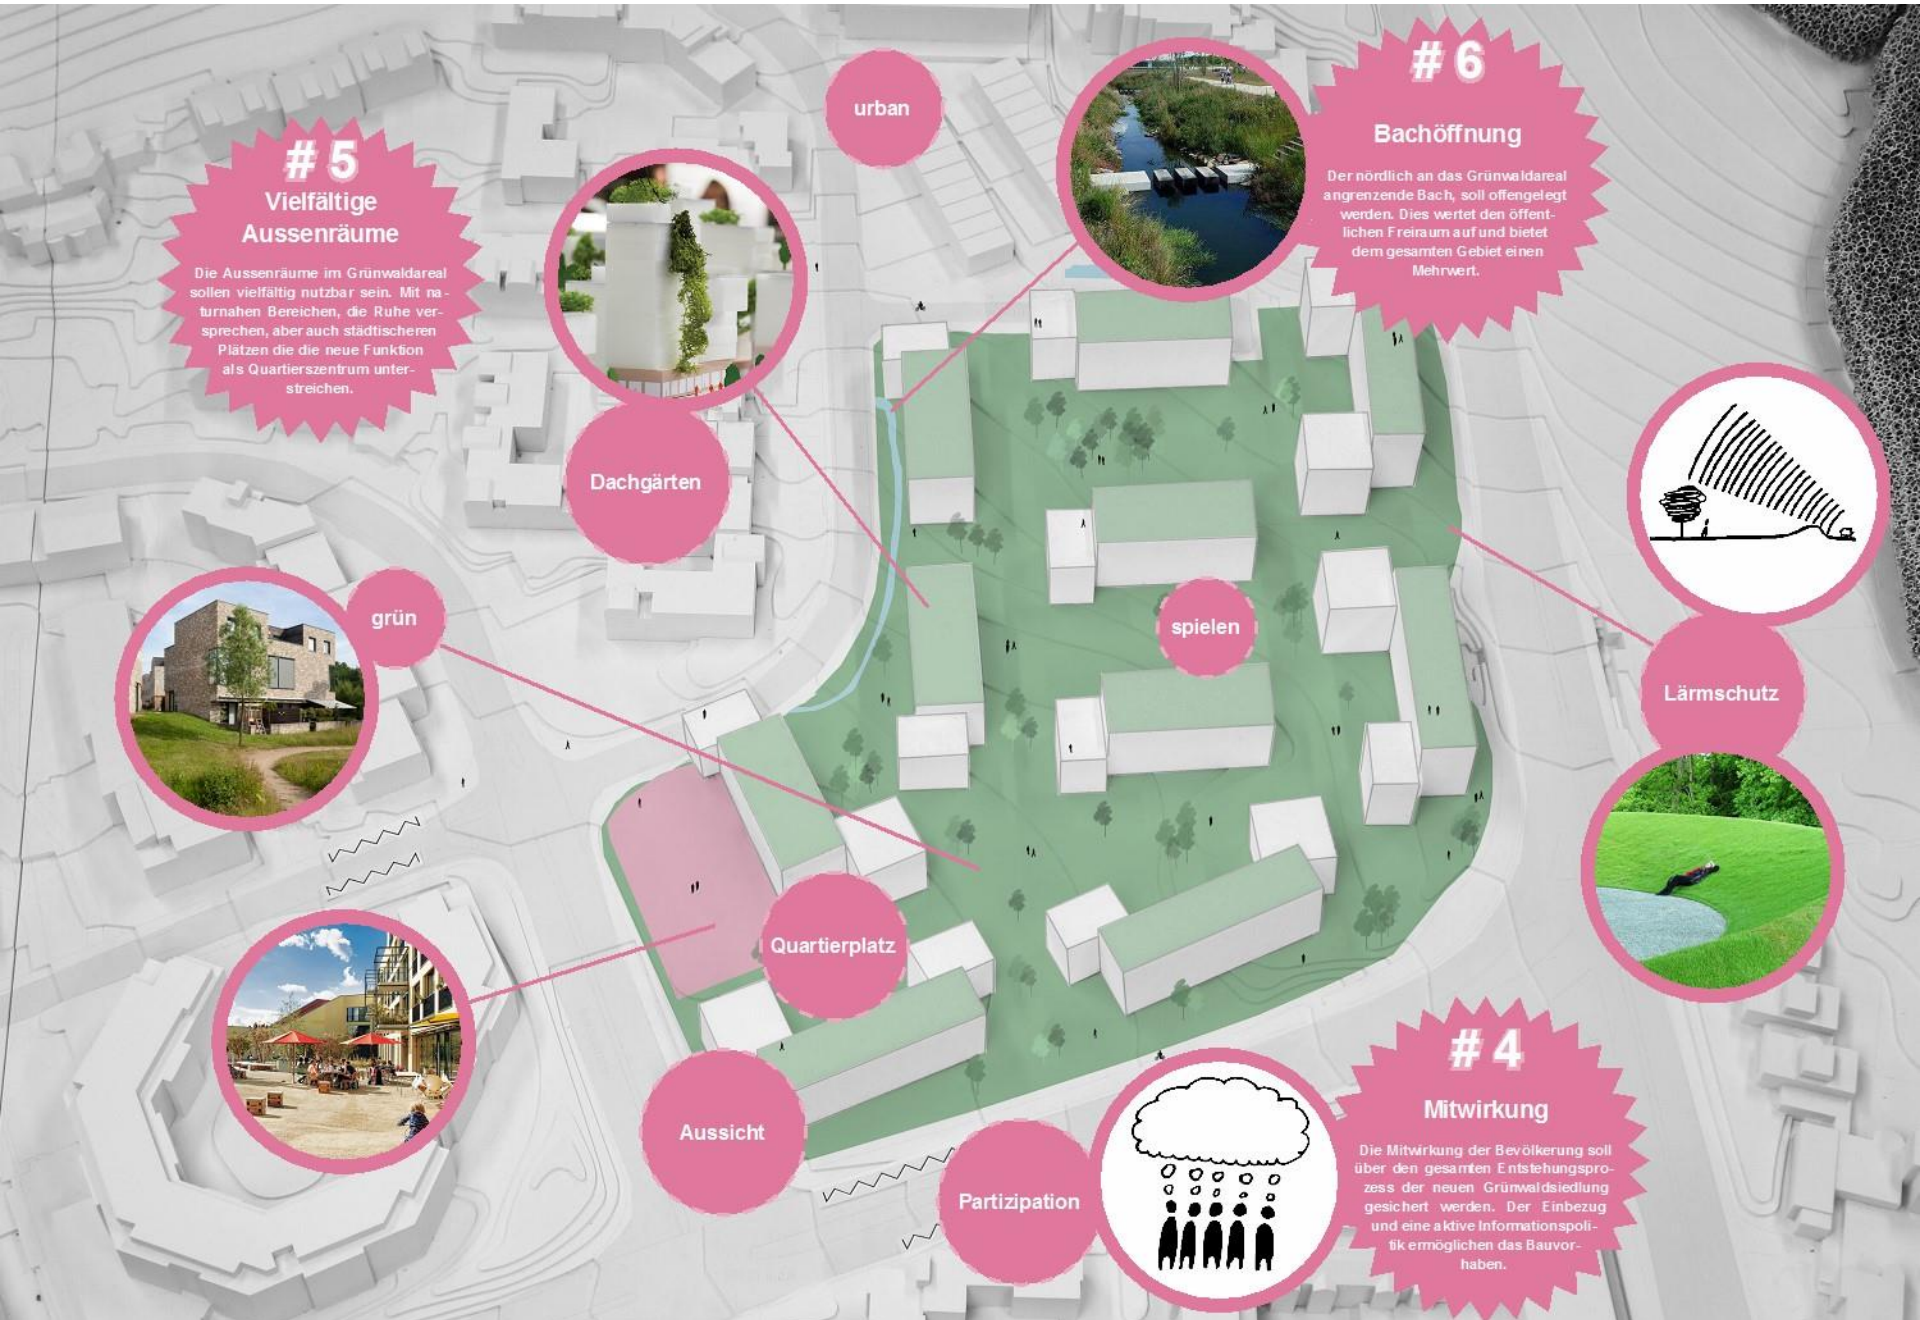 urban
# 6
Bachöffnung
Der nördlich an das Grünwaldareal
angrenzende Bach, soll offengelegt
werden. Dies wertet den öffent-
lichen Freiraum auf und bietet
dem gesamten Gebiet einen
Mehrwert.
# 5
Vielfältige
Aussenräume
Die Aussenräume im Grünwaldareal
sollen vielfältig nutzbar sein. Mit na-
turnahen Bereichen, die Ruhe ver-
sprechen, aber auch städtischeren
Plätzen die die neue Funktion
als Quartierszentrum unter-
streichen.
Dachgärten
grün
spielen
Lärmschutz
Quartierplatz
Aussicht
Partizipation
# 4
Mitwirkung
Die Mitwirkung der Bevölkerung soll
über den gesamten Entstehungspro-
zess der neuen Grünwaldsiedlung
gesichert werden. Der Einbezug
und eine aktive Informationspoli-
tik ermöglichen das Bauvor-
haben.